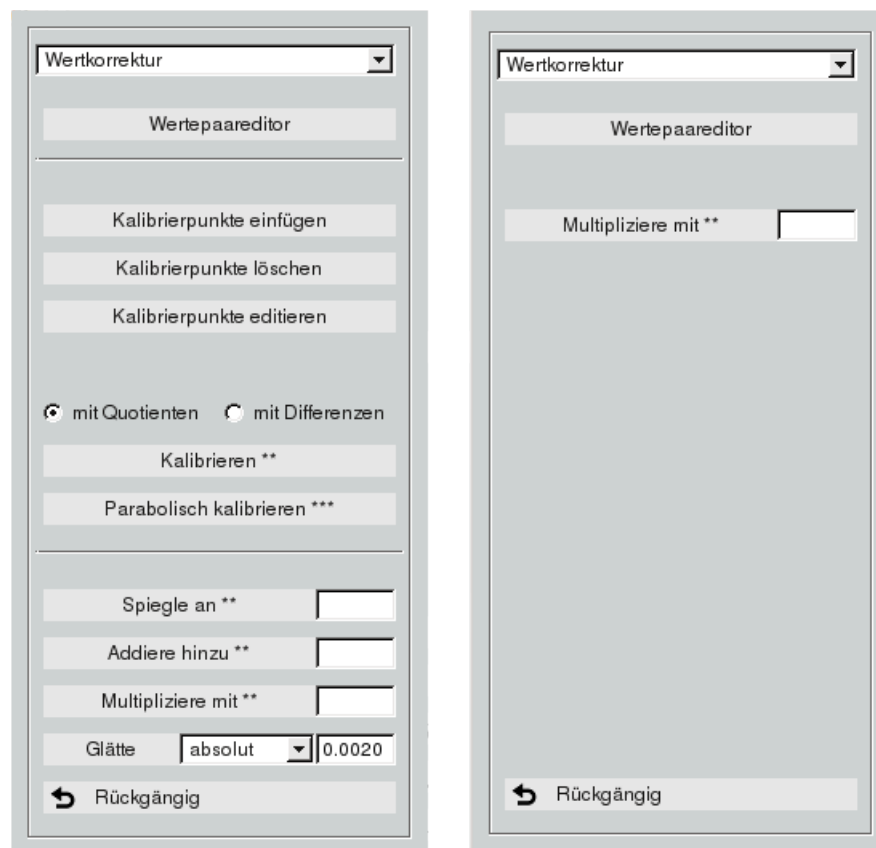 Wertkorrektur
Wertepaareditor
Kalibrierpunkte einfügen
Kalibrierpunkte löschen
Kalibrierpunkte editieren
mit Quotienten mit Differenzen
Kalibrieren **
Parabolisch kalibrieren ***
Spiegle an **
Addiere hinzu **
Multipliziere mit **
Glätte absolut 0.0020
Rückgängig
Wertkorrektur
Wertepaareditor
Multipliziere mit **
Rückgängig